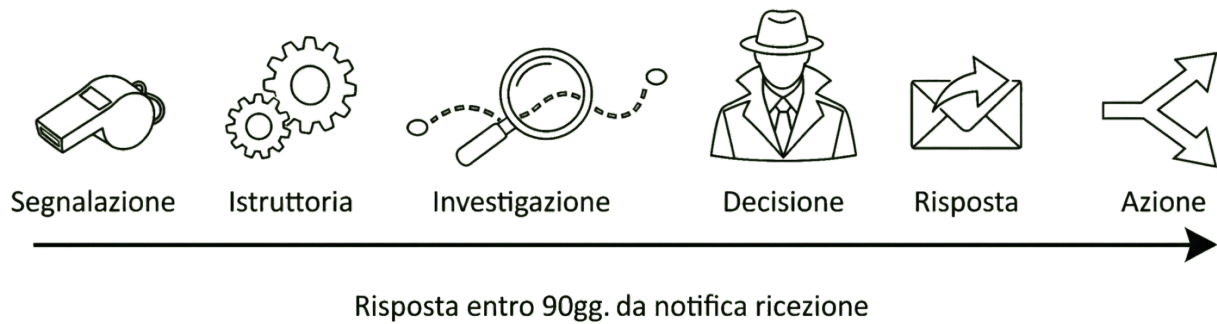 Segnalazione Istruttoria Investigazione Decisione Risposta Azione
Risposta entro 90gg. da notifica ricezione